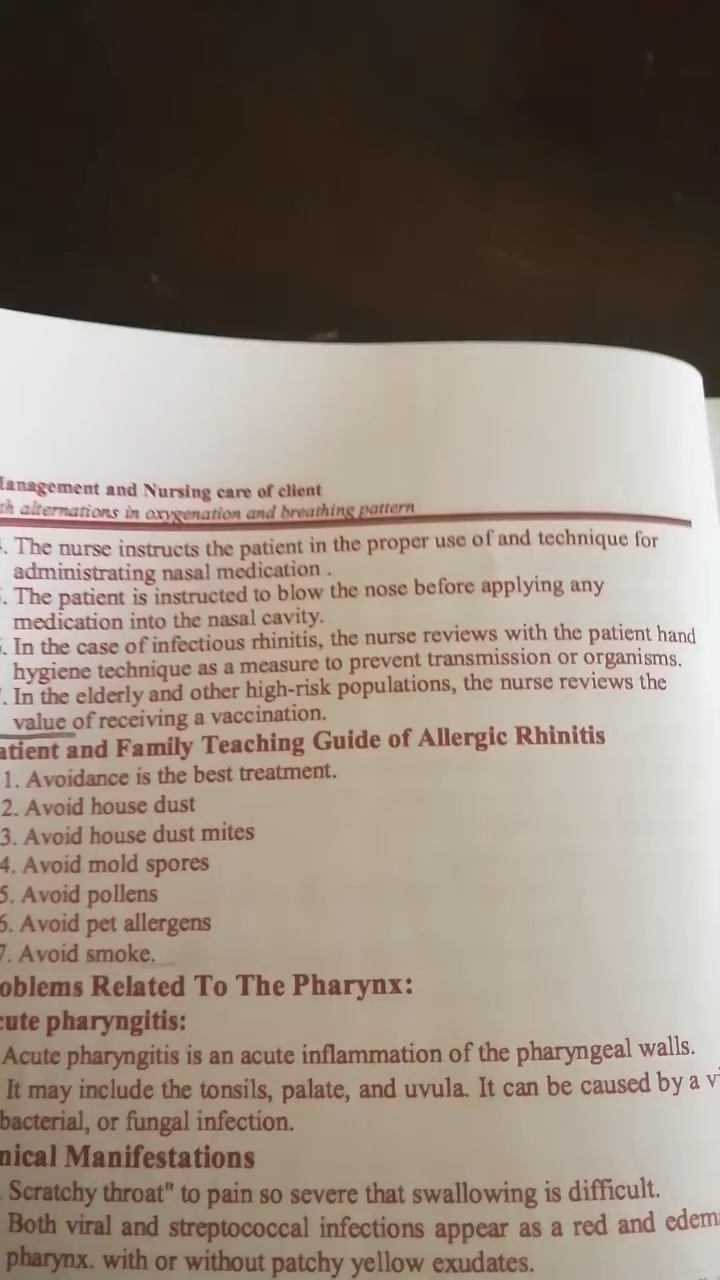 Management and Nursing care of client
alternations in oxygenation and breathing pattern
. The nurse instructs the patient in the proper use of and technique for
administrating nasal medication .
. The patient is instructed to blow the nose before applying any
medication into the nasal cavity.
. In the case of infectious rhinitis, the nurse reviews with the patient hand
hygiene technique as a measure to prevent transmission or organisms.
. In the elderly and other high-risk populations, the nurse reviews the
value of receiving a vaccination.
atient and Family Teaching Guide of Allergic Rhinitis
1. Avoidance is the best treatment.
2. Avoid house dust
3. Avoid house dust mites
4. Avoid mold spores
5. Avoid pollens
6. Avoid pet allergens
7. Avoid smoke.
oblems Related To The Pharynx:
cute pharyngitis:
Acute pharyngitis is an acute inflammation of the pharyngeal walls.
It may include the tonsils, palate, and uvula. It can be caused by a
bacterial, or fungal infection.
nical Manifestations
Scratchy throat" to pain so severe that swallowing is difficult.
Both viral and streptococcal infections appear as a red and edem
pharynx. with or without patchy yellow exudates.